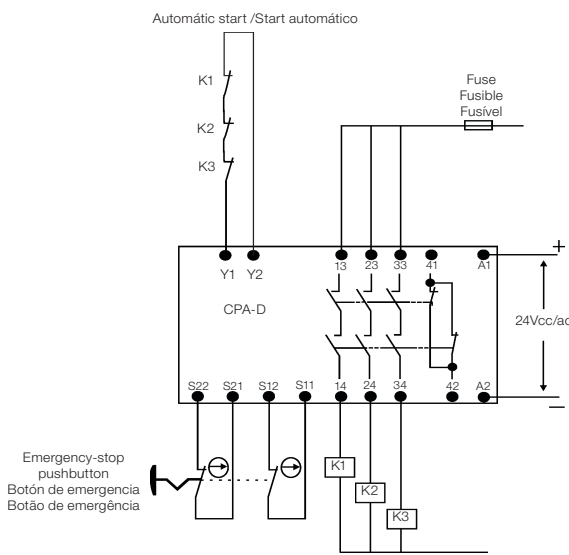 Automátic start /Start automático
K1
K2
K3
Fuse
Fusible
Fusível
Y1 Y2
13 23 33 41 A1
+
CPA-D
24Vcc/ac
S22 S21 S12 S11
14 24 34 42 A2
−
Emergency-stop
pushbutton
Botón de emergencia
Botão de emergência
K1
K2
K3